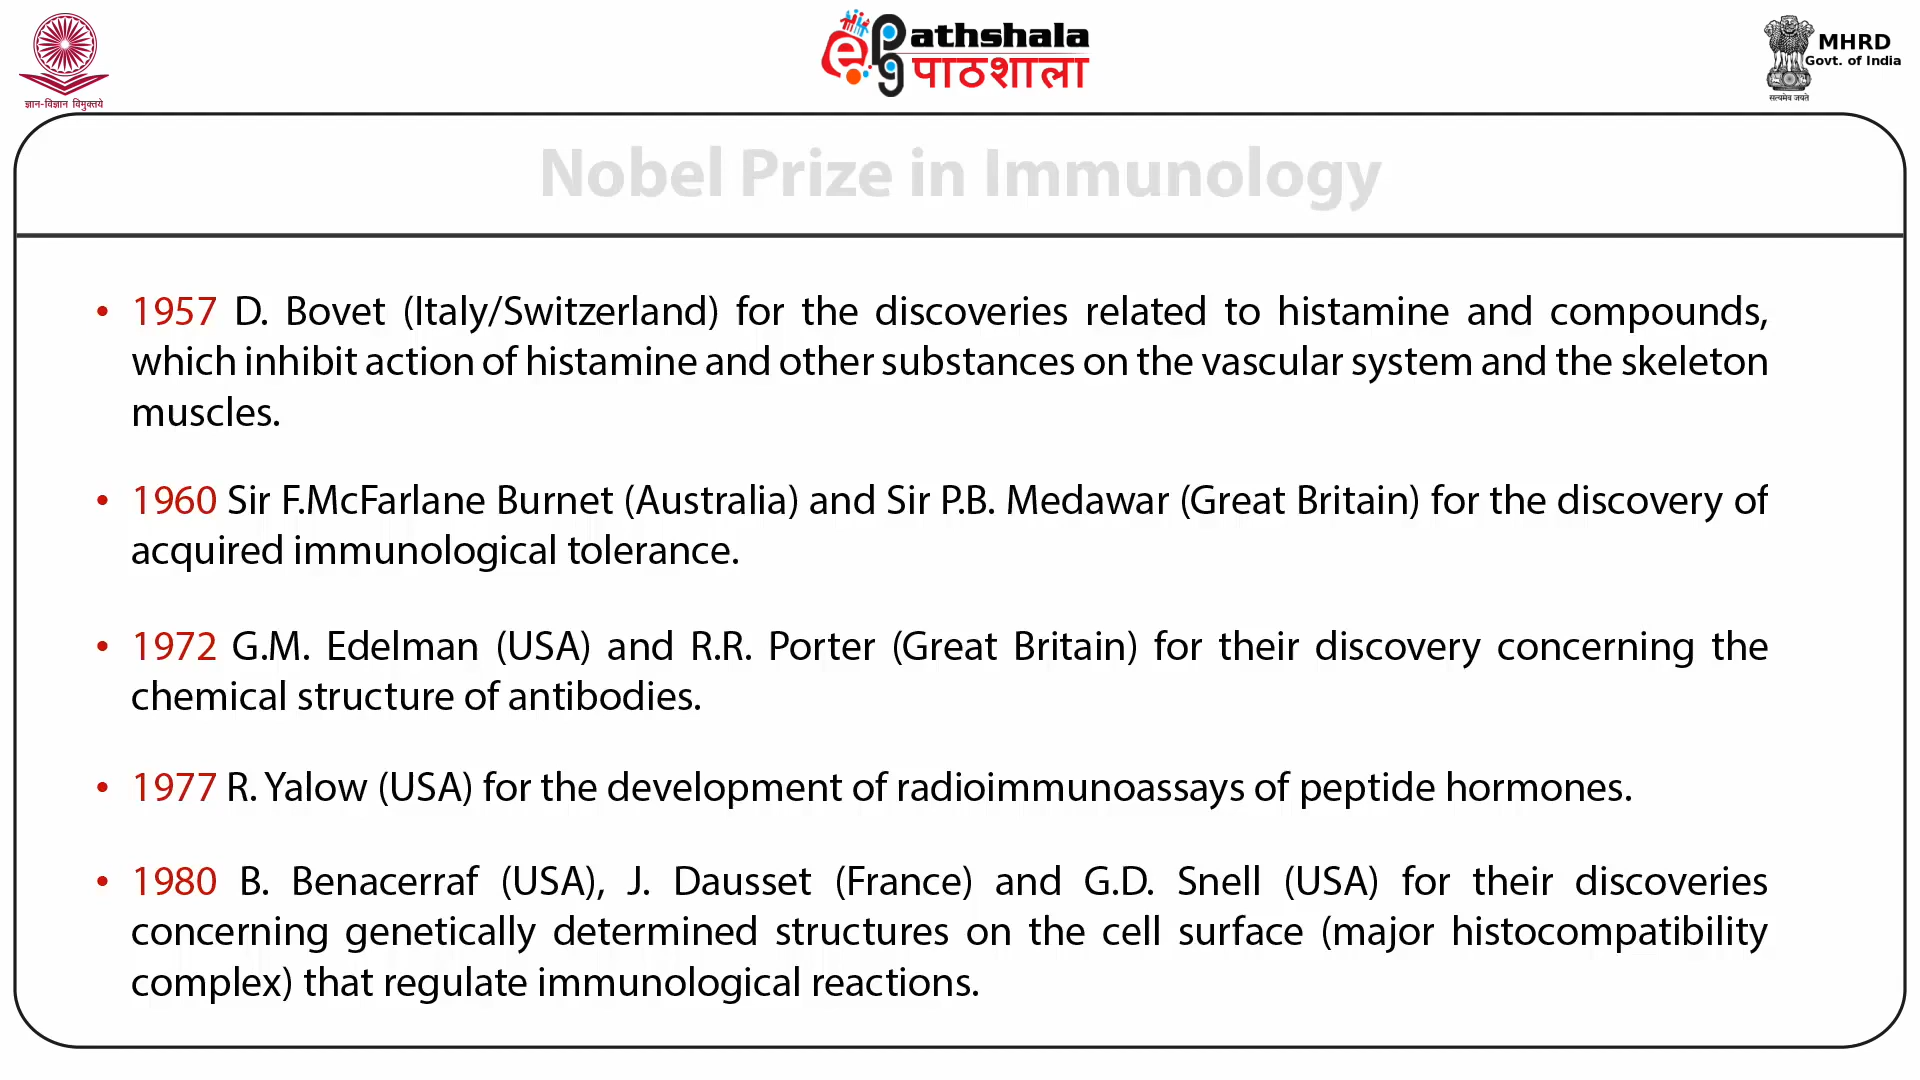 ज्ञान-विज्ञान विमुक्तये
ePathshala
पाठशाला
MHRD
Govt. of India
सत्यमेव जयते
Nobel Prize in Immunology
• 1957 D. Bovet (Italy/Switzerland) for the discoveries related to histamine and compounds,
which inhibit action of histamine and other substances on the vascular system and the skeleton
muscles.
• 1960 Sir F.McFarlane Burnet (Australia) and Sir P.B. Medawar (Great Britain) for the discovery of
acquired immunological tolerance.
• 1972 G.M. Edelman (USA) and R.R. Porter (Great Britain) for their discovery concerning the
chemical structure of antibodies.
• 1977 R. Yalow (USA) for the development of radioimmunoassays of peptide hormones.
• 1980 B. Benacerraf (USA), J. Dausset (France) and G.D. Snell (USA) for their discoveries
concerning genetically determined structures on the cell surface (major histocompatibility
complex) that regulate immunological reactions.